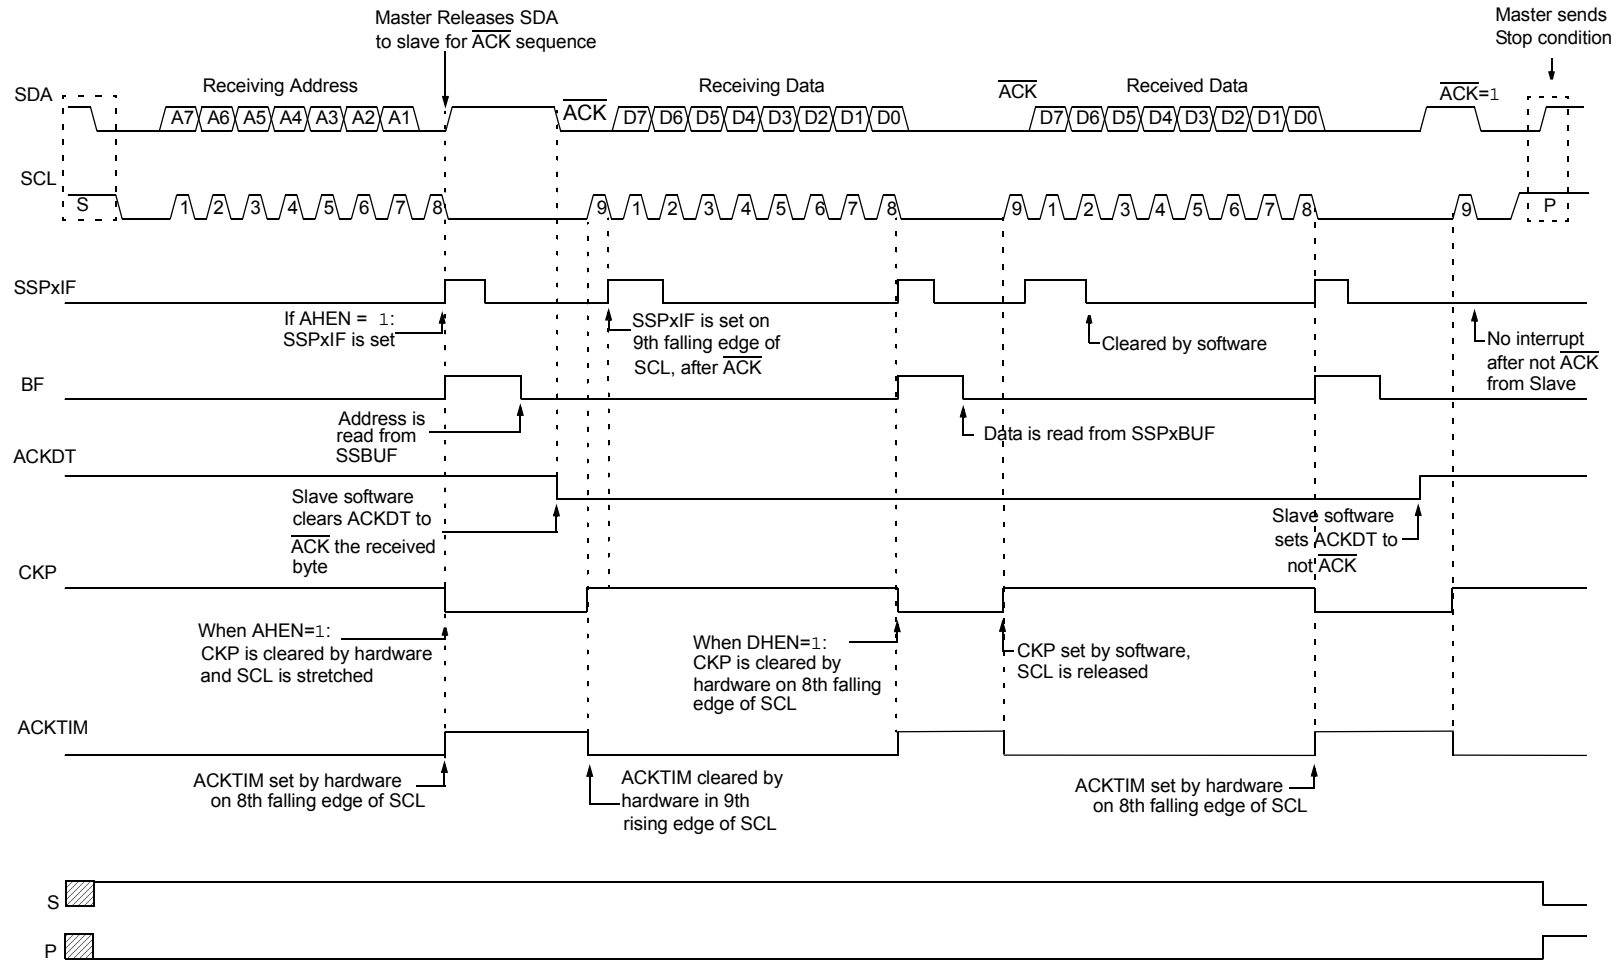 Master Releases SDA
to slave for ACK sequence
Master sends
Stop condition
SDA
Receiving Address
A7 A6 A5 A4 A3 A2 A1
ACK
Receiving Data
D7 D6 D5 D4 D3 D2 D1 D0
ACK
Received Data
D7 D6 D5 D4 D3 D2 D1 D0
ACK=1
SCL
S 1 2 3 4 5 6 7 8 9 1 2 3 4 5 6 7 8 9 1 2 3 4 5 6 7 8 9 P
SSPxIF
If AHEN = 1:
SSPxIF is set
SSPxIF is set on
9th falling edge of
SCL, after ACK
Cleared by software
No interrupt
after not ACK
from Slave
BF
Address is
read from
SSBUF
Data is read from SSPxBUF
ACKDT
Slave software
clears ACKDT to
ACK the received
byte
Slave software
sets ACKDT to
not ACK
CKP
When AHEN=1:
CKP is cleared by hardware
and SCL is stretched
When DHEN=1:
CKP is cleared by
hardware on 8th falling
edge of SCL
CKP set by software,
SCL is released
ACKTIM
ACKTIM set by hardware
on 8th falling edge of SCL
ACKTIM cleared by
hardware in 9th
rising edge of SCL
ACKTIM set by hardware
on 8th falling edge of SCL
S
P